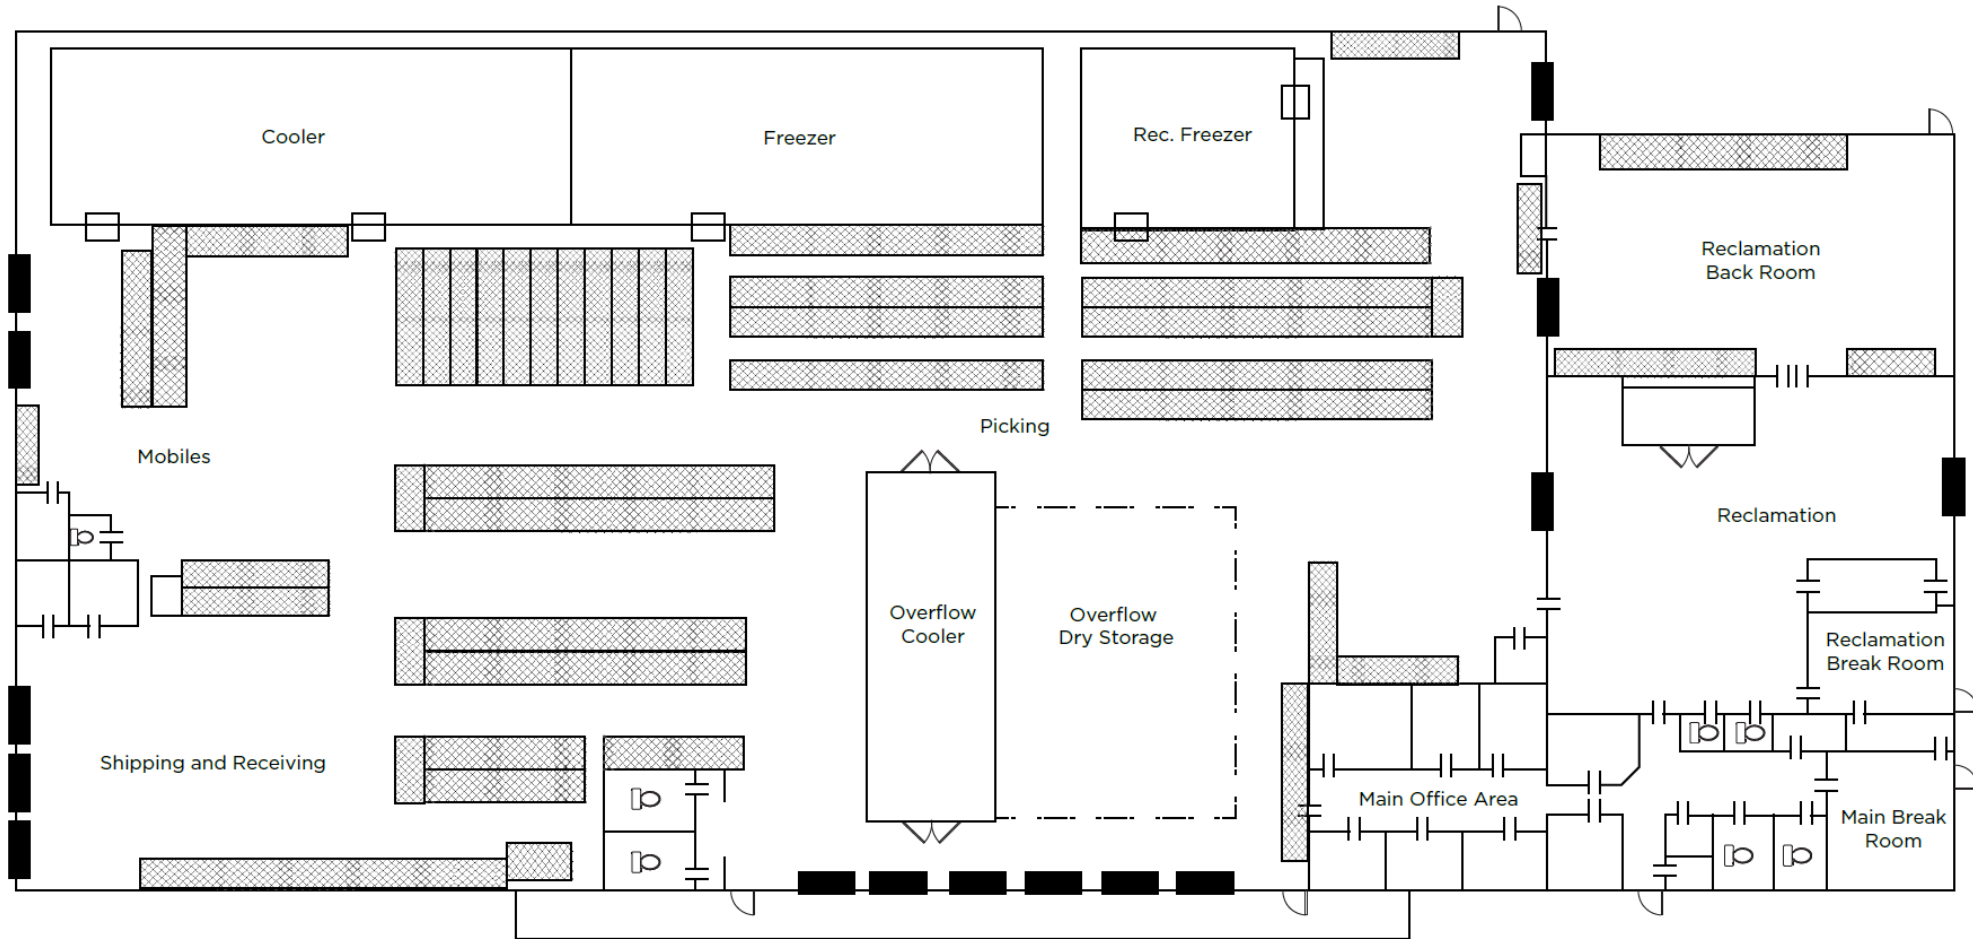 Cooler
Freezer
Rec. Freezer
Reclamation
Back Room
Picking
Mobiles
Reclamation
Overflow
Cooler
Overflow
Dry Storage
Reclamation
Break Room
Shipping and Receiving
Main Office Area
Main Break
Room